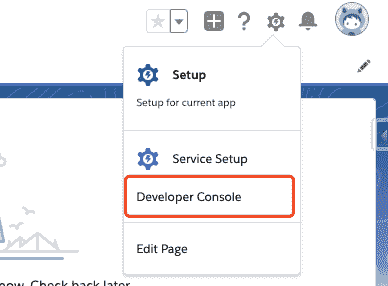 Setup
Setup for current app
Service Setup
Developer Console
Edit Page
now. Check back later